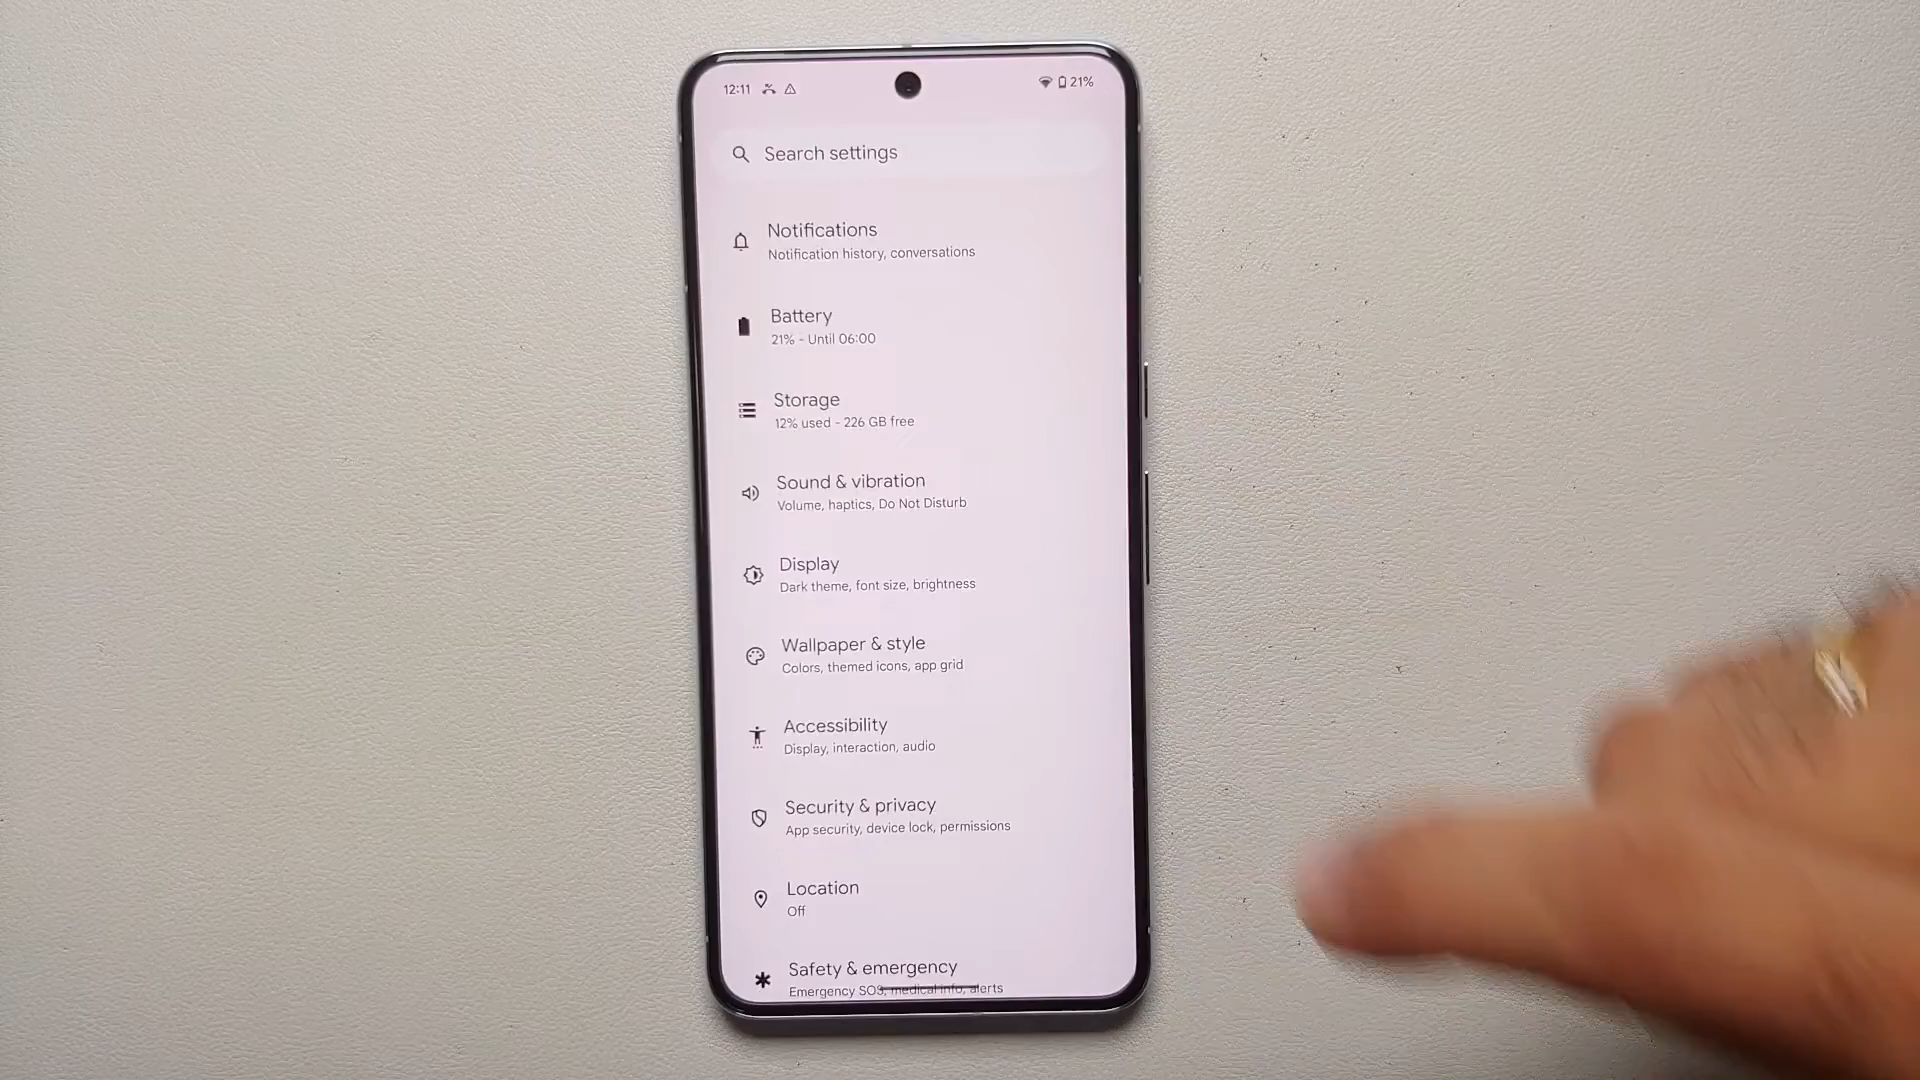 12:11
21%
Search settings
Notifications
Notification history, conversations
Battery
21% - Until 06:00
Storage
12% used - 226 GB free
Sound & vibration
Volume, haptics, Do Not Disturb
Display
Dark theme, font size, brightness
Wallpaper & style
Colors, themed icons, app grid
Accessibility
Display, interaction, audio
Security & privacy
App security, device lock, permissions
Location
Off
Safety & emergency
Emergency SOS, medical info, alerts